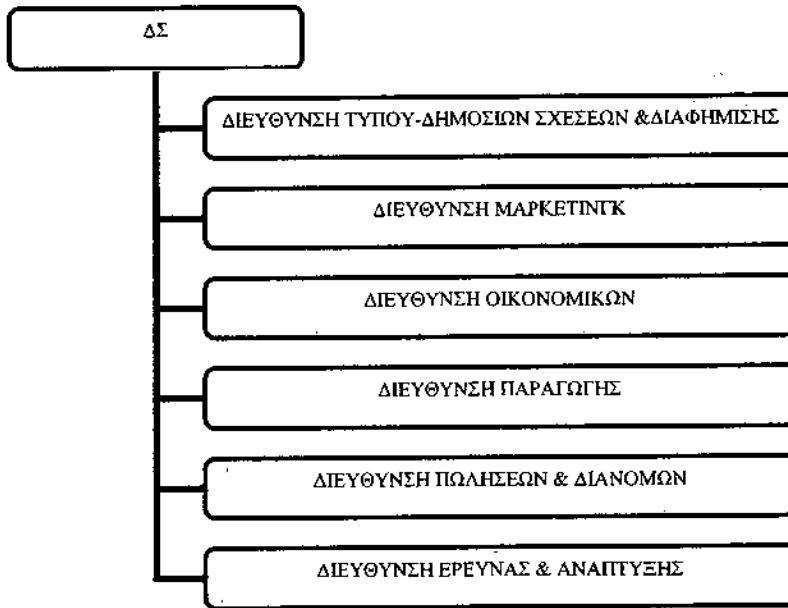 ΔΣ
ΔΙΕΥΘΥΝΣΗ ΤΥΠΟΥ-ΔΗΜΟΣΙΩΝ ΣΧΕΣΕΩΝ &ΔΙΑΦΗΜΙΣΗΣ
ΔΙΕΥΘΥΝΣΗ ΜΑΡΚΕΤΙΝΓΚ
ΔΙΕΥΘΥΝΣΗ ΟΙΚΟΝΟΜΙΚΩΝ
ΔΙΕΥΘΥΝΣΗ ΠΑΡΑΓΩΓΗΣ
ΔΙΕΥΘΥΝΣΗ ΠΩΛΗΣΕΩΝ & ΔΙΑΝΟΜΩΝ
ΔΙΕΥΘΥΝΣΗ ΕΡΕΥΝΑΣ & ΑΝΑΠΤΥΞΗΣ